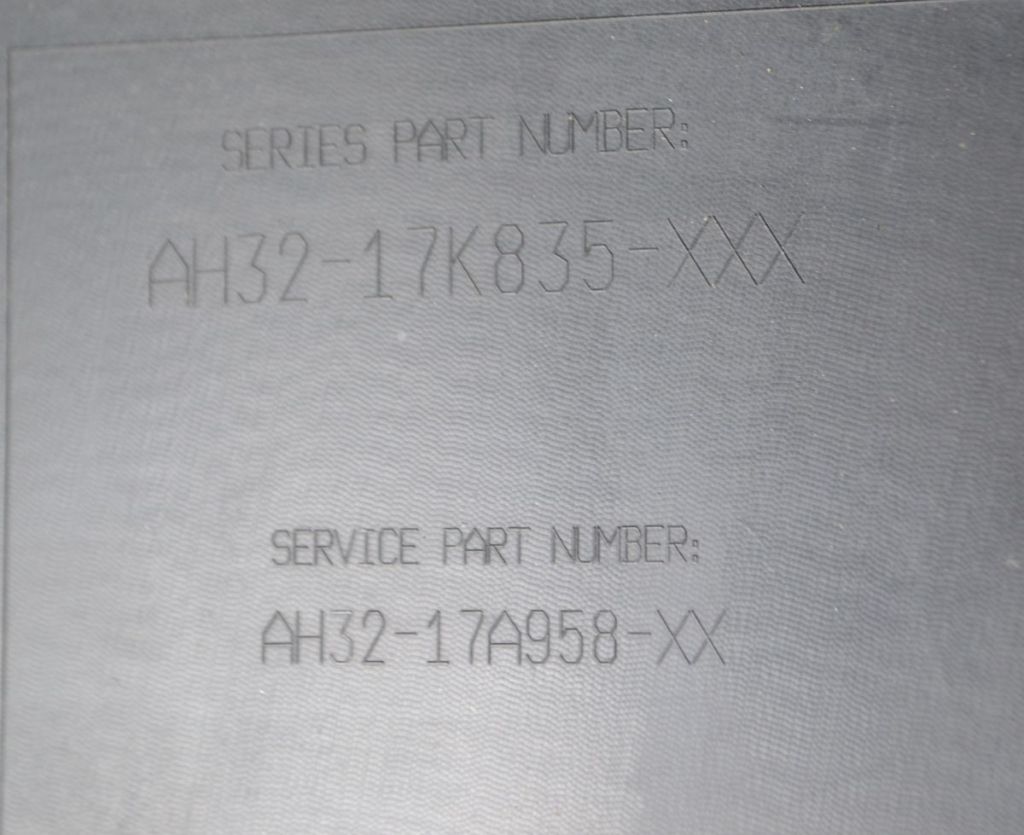 SERIES PART NUMBER:
AH32-17K835-XXX
SERVICE PART NUMBER:
AH32-17A958-XX